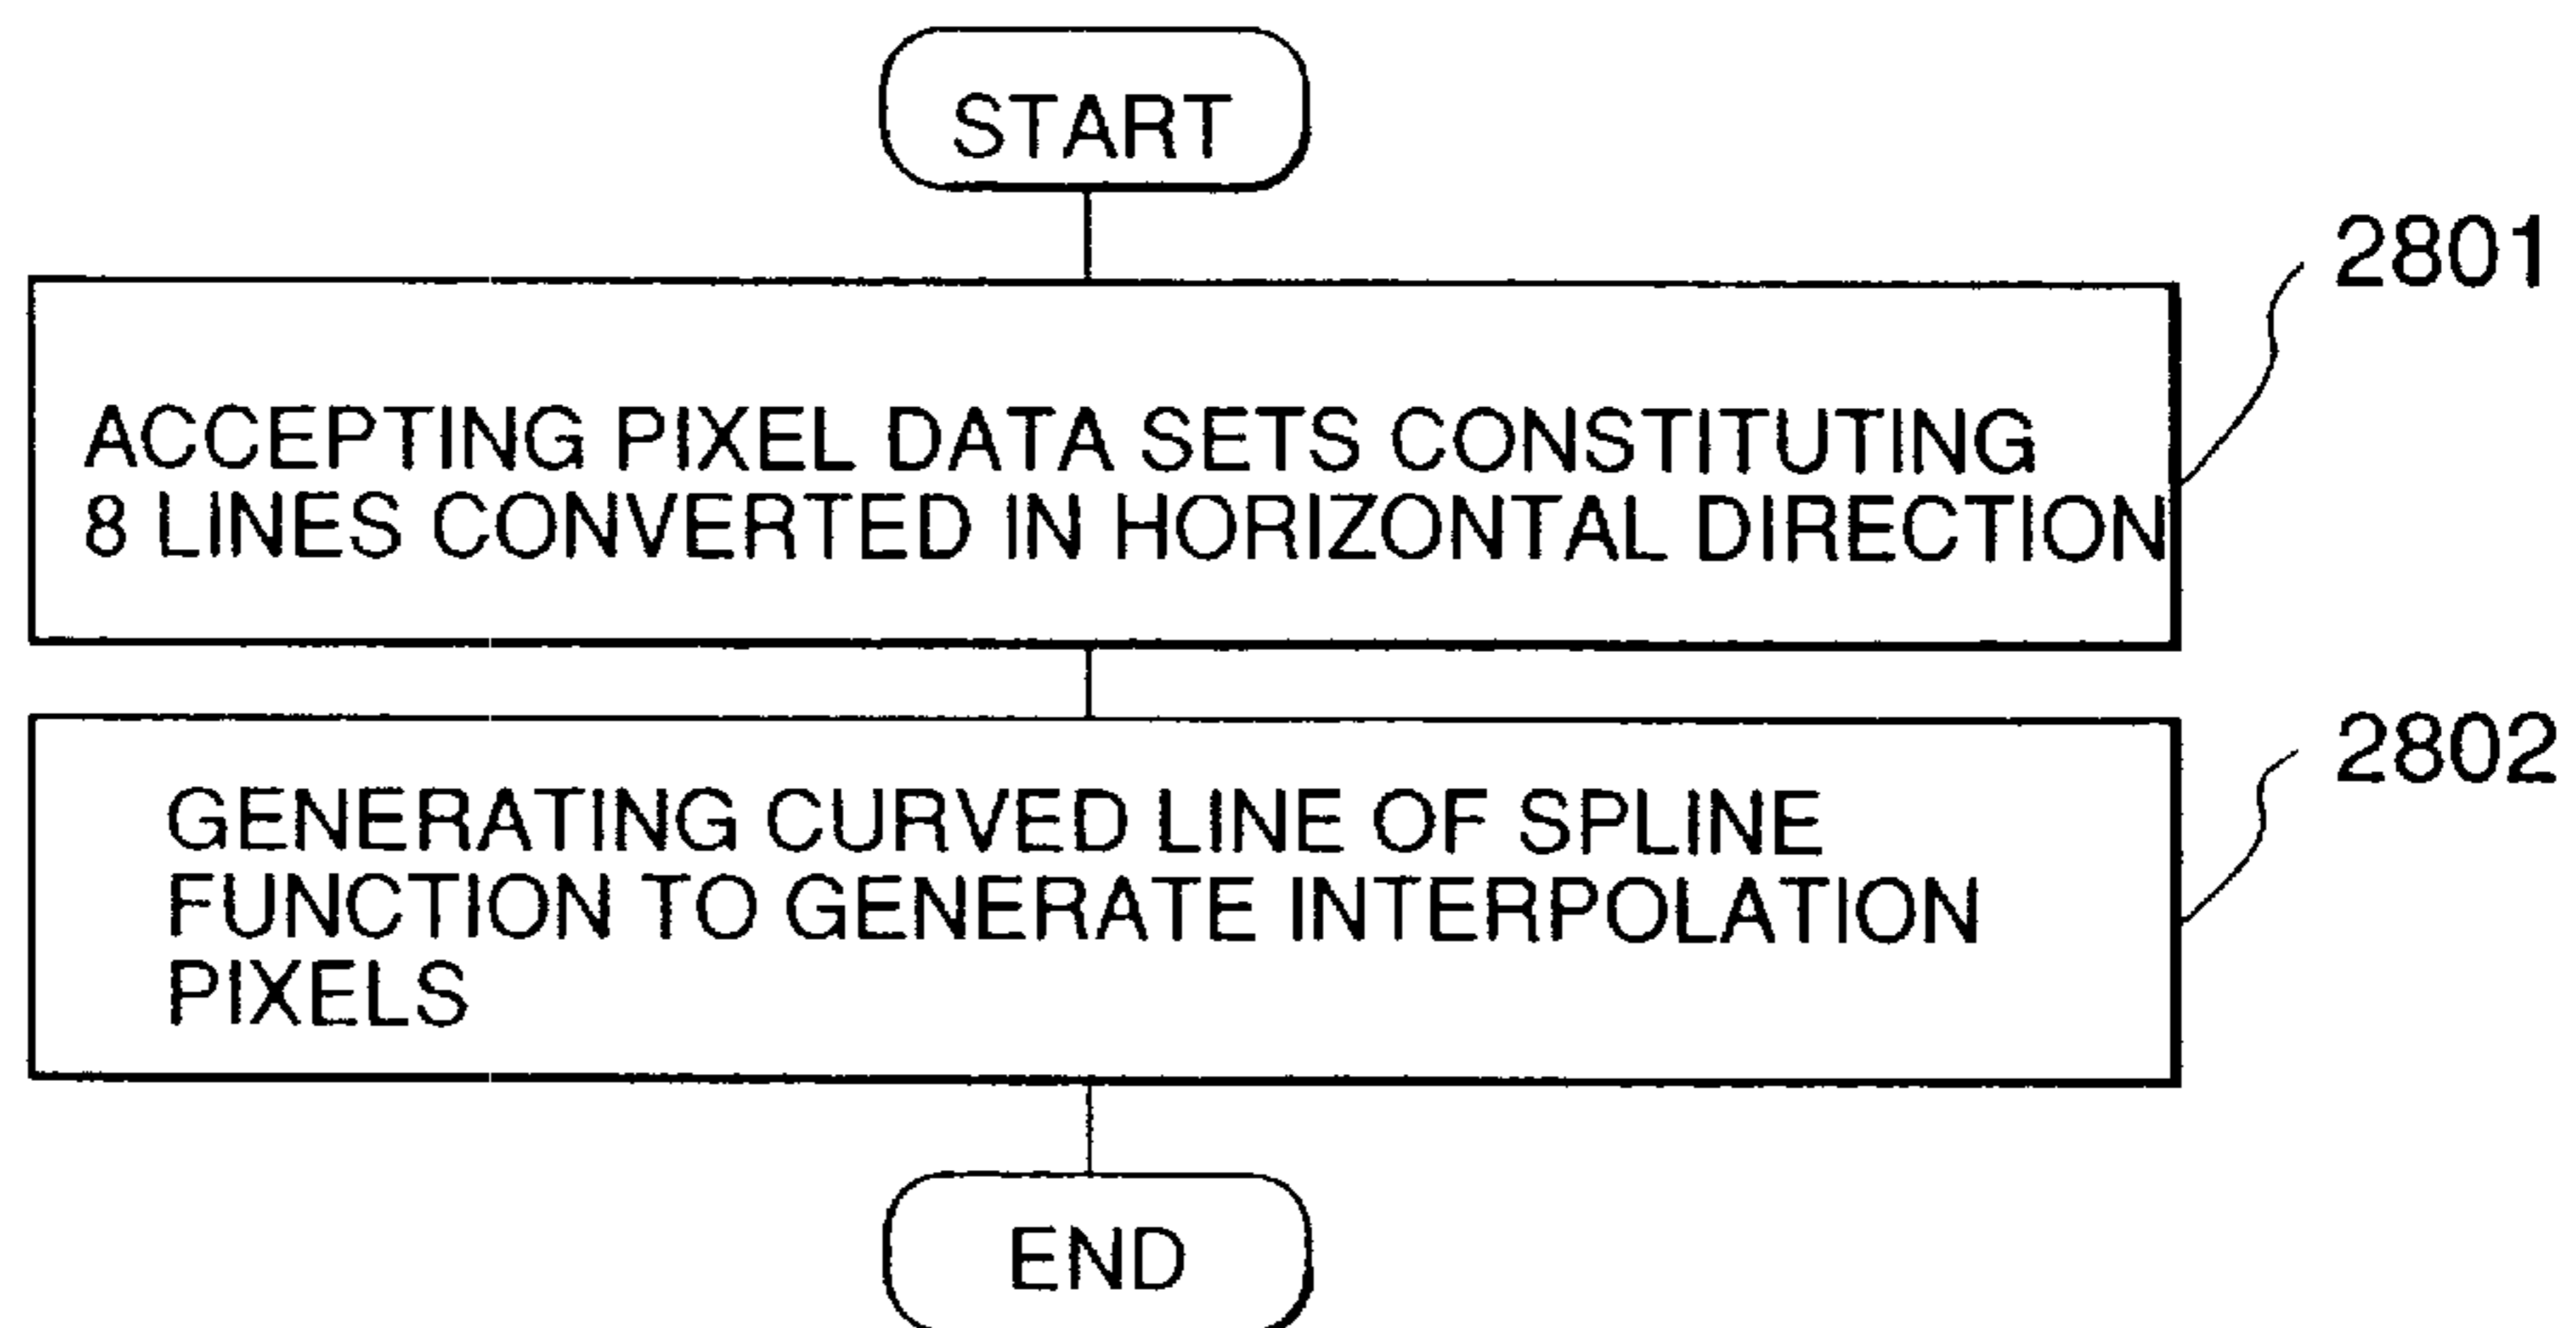 START
2801
ACCEPTING PIXEL DATA SETS CONSTITUTING
8 LINES CONVERTED IN HORIZONTAL DIRECTION
2802
GENERATING CURVED LINE OF SPLINE
FUNCTION TO GENERATE INTERPOLATION
PIXELS
END